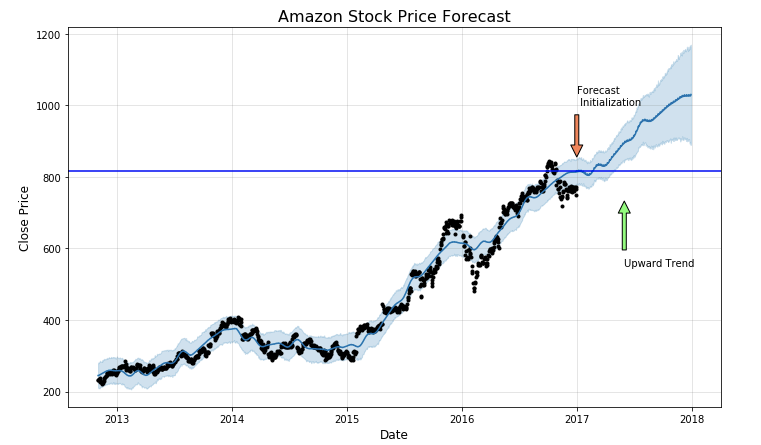 Amazon Stock Price Forecast
1200
1000
800
600
400
200
Close Price
Forecast
Initialization
Upward Trend
2013
2014
2015
2016
2017
2018
Date